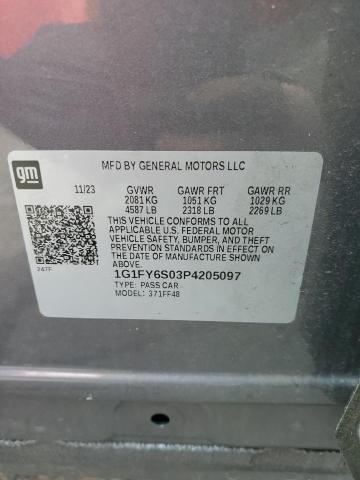 gm
MFD BY GENERAL MOTORS LLC
11/23 GVWR GAWR FRT GAWR RR
2081 KG 1051 KG 1029 KG
4587 LB 2318 LB 2269 LB
THIS VEHICLE CONFORMS TO ALL
APPLICABLE U.S. FEDERAL MOTOR
VEHICLE SAFETY, BUMPER, AND THEFT
PREVENTION STANDARDS IN EFFECT ON
THE DATE OF MANUFACTURE SHOWN
ABOVE.
247F
1G1FY6S03P4205097
TYPE: PASS CAR
MODEL: 371FF48